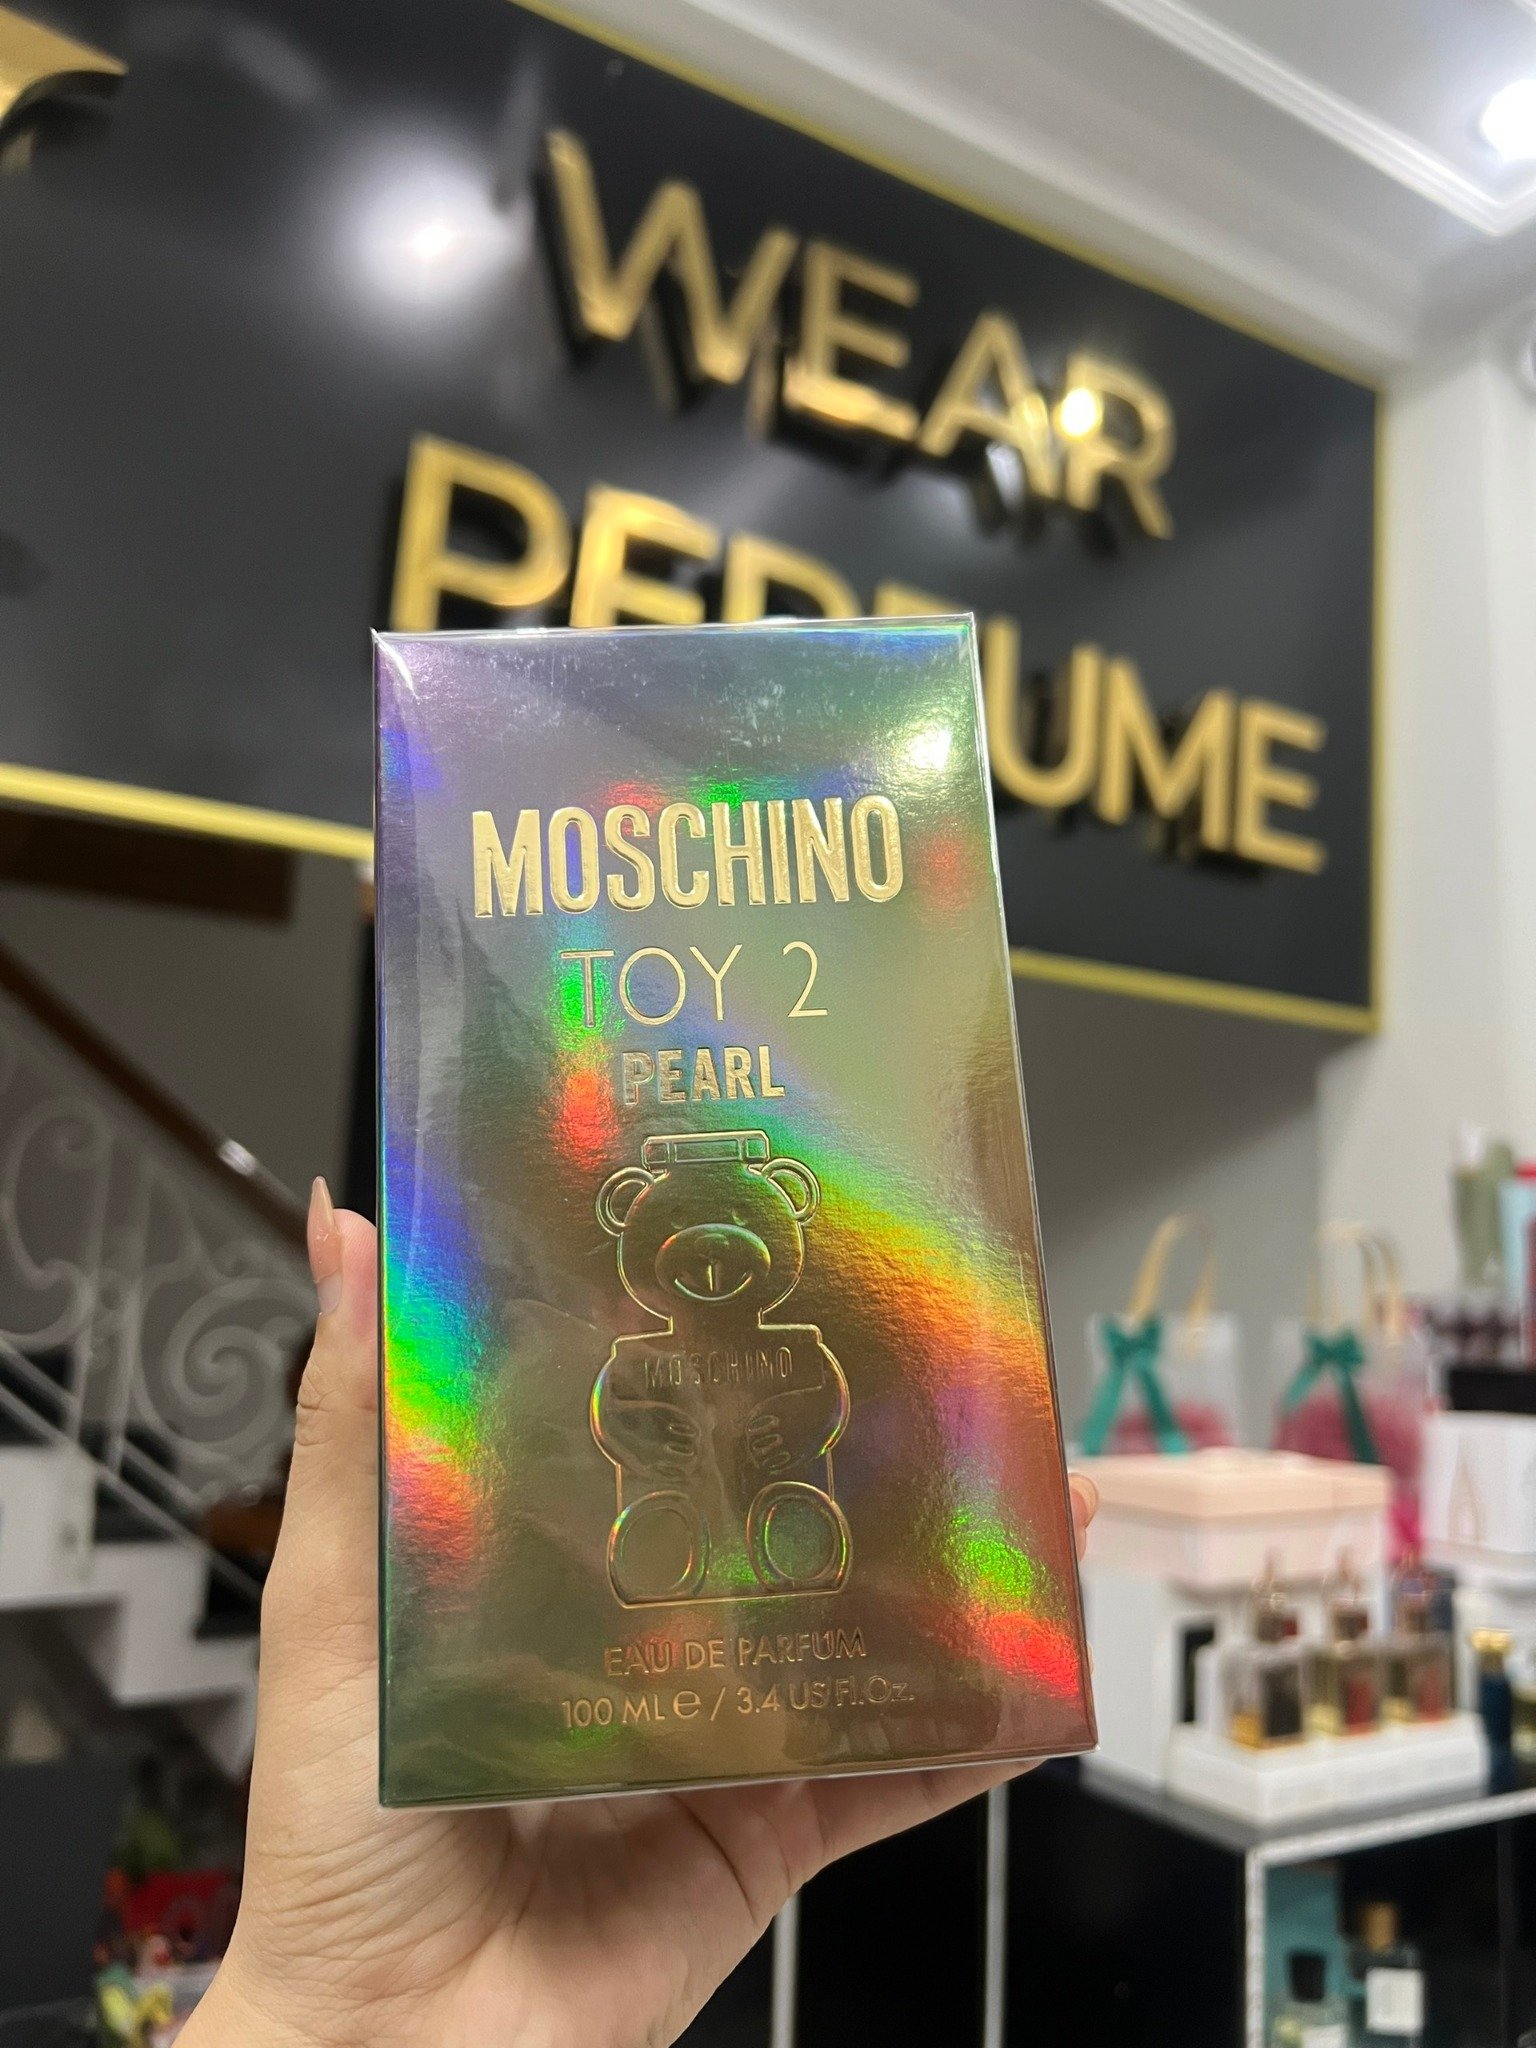 WEAR
PERFUME
MOSCHINO
TOY 2
PEARL
MOSCHINO
EAU DE PARFUM
100 ML e / 3.4 US Fl.Oz.